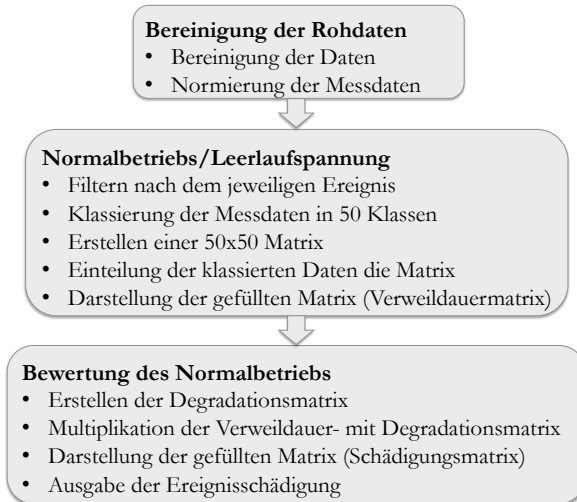 Bereinigung der Rohdaten
• Bereinigung der Daten
• Normierung der Messdaten
Normalbetriebs/Leerlaufspannung
• Filtern nach dem jeweiligen Ereignis
• Klassierung der Messdaten in 50 Klassen
• Erstellen einer 50x50 Matrix
• Einteilung der klassierten Daten die Matrix
• Darstellung der gefüllten Matrix (Verweildauermatrix)
Bewertung des Normalbetriebs
• Erstellen der Degradationsmatrix
• Multiplikation der Verweildauer- mit Degradationsmatrix
• Darstellung der gefüllten Matrix (Schädigungsmatrix)
• Ausgabe der Ereignisschädigung